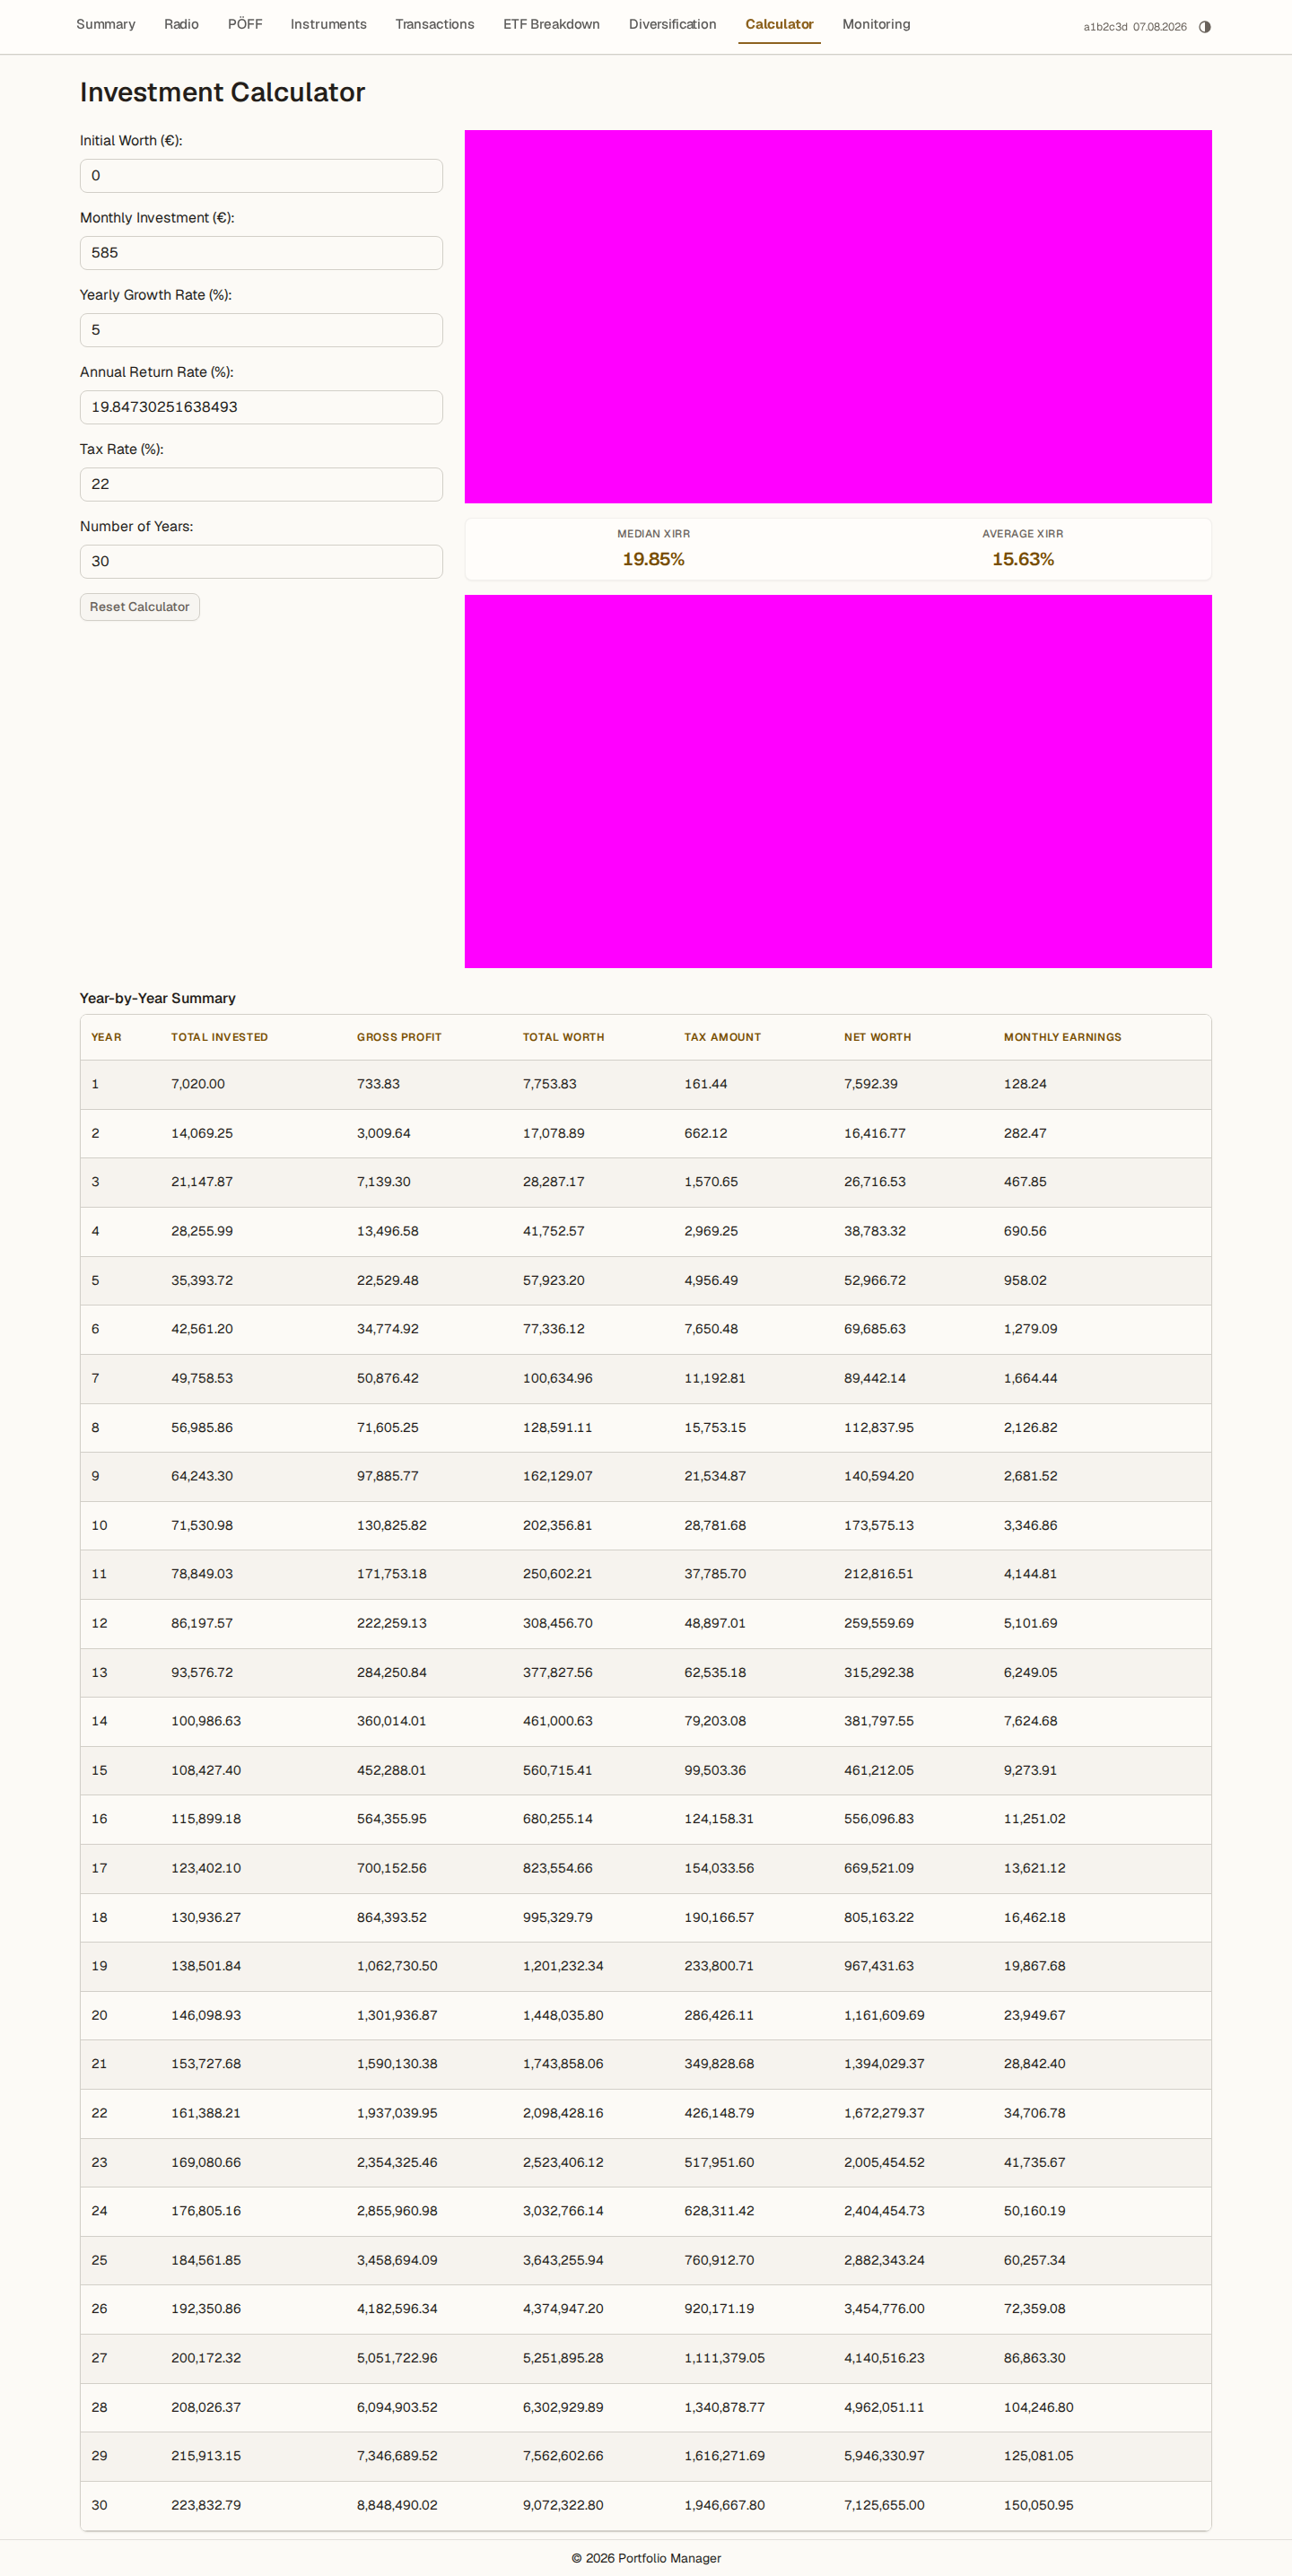 Summary Radio PÖFF Instruments Transactions ETF Breakdown Diversification Calculator Monitoring a1b2c3d 07.08.2026
Investment Calculator
Initial Worth (€):
0
Monthly Investment (€):
585
Yearly Growth Rate (%):
5
Annual Return Rate (%):
19.84730251638493
Tax Rate (%):
22
Number of Years:
30
Reset Calculator
MEDIAN XIRR AVERAGE XIRR
19.85% 15.63%
Year-by-Year Summary
YEAR TOTAL INVESTED GROSS PROFIT TOTAL WORTH TAX AMOUNT NET WORTH MONTHLY EARNINGS
1 7,020.00 733.83 7,753.83 161.44 7,592.39 128.24
2 14,069.25 3,009.64 17,078.89 662.12 16,416.77 282.47
3 21,147.87 7,139.30 28,287.17 1,570.65 26,716.53 467.85
4 28,255.99 13,496.58 41,752.57 2,969.25 38,783.32 690.56
5 35,393.72 22,529.48 57,923.20 4,956.49 52,966.72 958.02
6 42,561.20 34,774.92 77,336.12 7,650.48 69,685.63 1,279.09
7 49,758.53 50,876.42 100,634.96 11,192.81 89,442.14 1,664.44
8 56,985.86 71,605.25 128,591.11 15,753.15 112,837.95 2,126.82
9 64,243.30 97,885.77 162,129.07 21,534.87 140,594.20 2,681.52
10 71,530.98 130,825.82 202,356.81 28,781.68 173,575.13 3,346.86
11 78,849.03 171,753.18 250,602.21 37,785.70 212,816.51 4,144.81
12 86,197.57 222,259.13 308,456.70 48,897.01 259,559.69 5,101.69
13 93,576.72 284,250.84 377,827.56 62,535.18 315,292.38 6,249.05
14 100,986.63 360,014.01 461,000.63 79,203.08 381,797.55 7,624.68
15 108,427.40 452,288.01 560,715.41 99,503.36 461,212.05 9,273.91
16 115,899.18 564,355.95 680,255.14 124,158.31 556,096.83 11,251.02
17 123,402.10 700,152.56 823,554.66 154,033.56 669,521.09 13,621.12
18 130,936.27 864,393.52 995,329.79 190,166.57 805,163.22 16,462.18
19 138,501.84 1,062,730.50 1,201,232.34 233,800.71 967,431.63 19,867.68
20 146,098.93 1,301,936.87 1,448,035.80 286,426.11 1,161,609.69 23,949.67
21 153,727.68 1,590,130.38 1,743,858.06 349,828.68 1,394,029.37 28,842.40
22 161,388.21 1,937,039.95 2,098,428.16 426,148.79 1,672,279.37 34,706.78
23 169,080.66 2,354,325.46 2,523,406.12 517,951.60 2,005,454.52 41,735.67
24 176,805.16 2,855,960.98 3,032,766.14 628,311.42 2,404,454.73 50,160.19
25 184,561.85 3,458,694.09 3,643,255.94 760,912.70 2,882,343.24 60,257.34
26 192,350.86 4,182,596.34 4,374,947.20 920,171.19 3,454,776.00 72,359.08
27 200,172.32 5,051,722.96 5,251,895.28 1,111,379.05 4,140,516.23 86,863.30
28 208,026.37 6,094,903.52 6,302,929.89 1,340,878.77 4,962,051.11 104,246.80
29 215,913.15 7,346,689.52 7,562,602.66 1,616,271.69 5,946,330.97 125,081.05
30 223,832.79 8,848,490.02 9,072,322.80 1,946,667.80 7,125,655.00 150,050.95
© 2026 Portfolio Manager